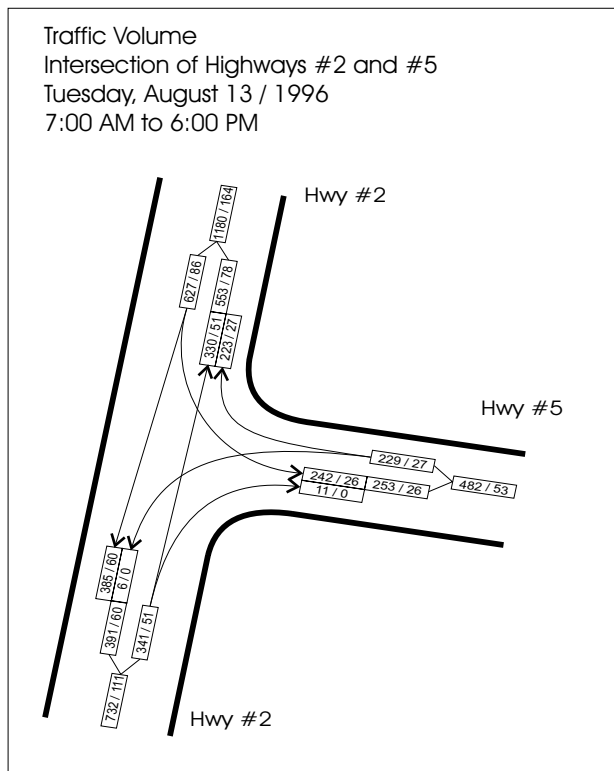 Traffic Volume
Intersection of Highways #2 and #5
Tuesday, August 13 / 1996
7:00 AM to 6:00 PM
Hwy #2
1180 / 164
627 / 86
553 / 78
330 / 51
223 / 27
Hwy #5
229 / 27
242 / 26
11 / 0
253 / 26
482 / 53
385 / 60
6 / 0
391 / 60
341 / 51
732 / 111
Hwy #2